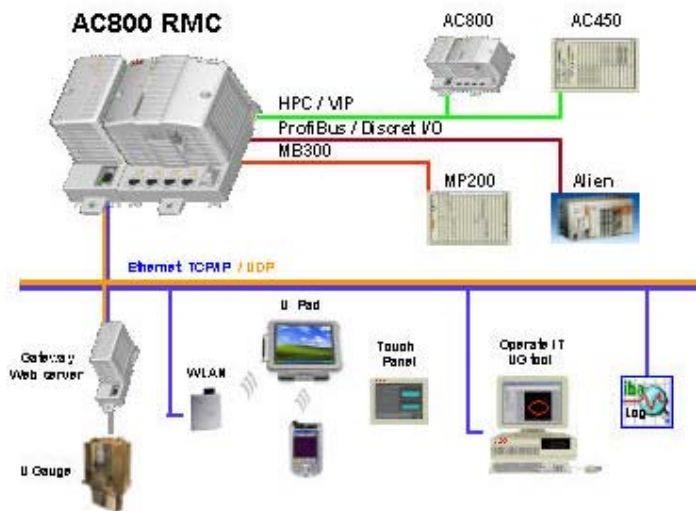 AC800 RMC
AC800
AC450
HPC / VIP
ProfiBus / Discret I/O
MB300
MP200
Alien
Ethernet TCP/IP / UDP
U Pad
Gateway
Web server
WLAN
Touch
Panel
Operate IT
UG tool
iba
Log
U Gauge